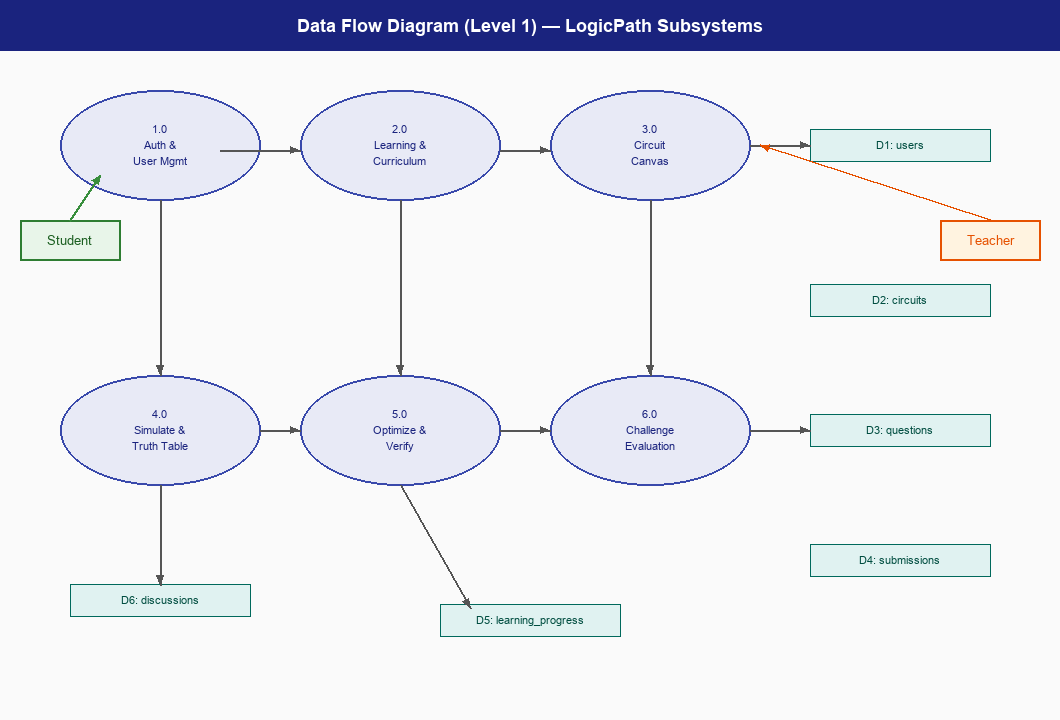 Data Flow Diagram (Level 1) — LogicPath Subsystems
1.0
Auth &
User Mgmt
2.0
Learning &
Curriculum
3.0
Circuit
Canvas
D1: users
Student
Teacher
D2: circuits
4.0
Simulate &
Truth Table
5.0
Optimize &
Verify
6.0
Challenge
Evaluation
D3: questions
D4: submissions
D6: discussions
D5: learning_progress